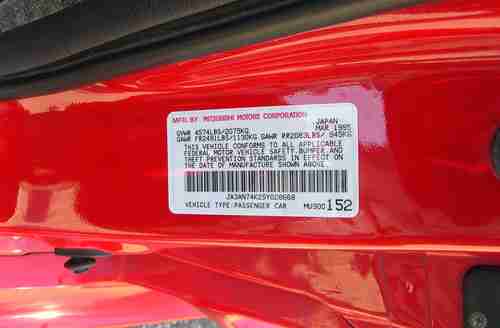 MFD. BY MITSUBISHI MOTORS CORPORATION JAPAN
GVWR 4574LBS/2075KG MAR 1995
GAWR FR2491LBS/1130KG GAWR RR2083LBS/ 945KG
THIS VEHICLE CONFORMS TO ALL APPLICABLE
FEDERAL MOTOR VEHICLE SAFETY,BUMPER,AND
THEFT PREVENTION STANDARDS IN EFFECT ON
THE DATE OF MANUFACTURE SHOWN ABOVE.
JA3AN74K2SY028668
VEHICLE TYPE:PASSENGER CAR MU900152